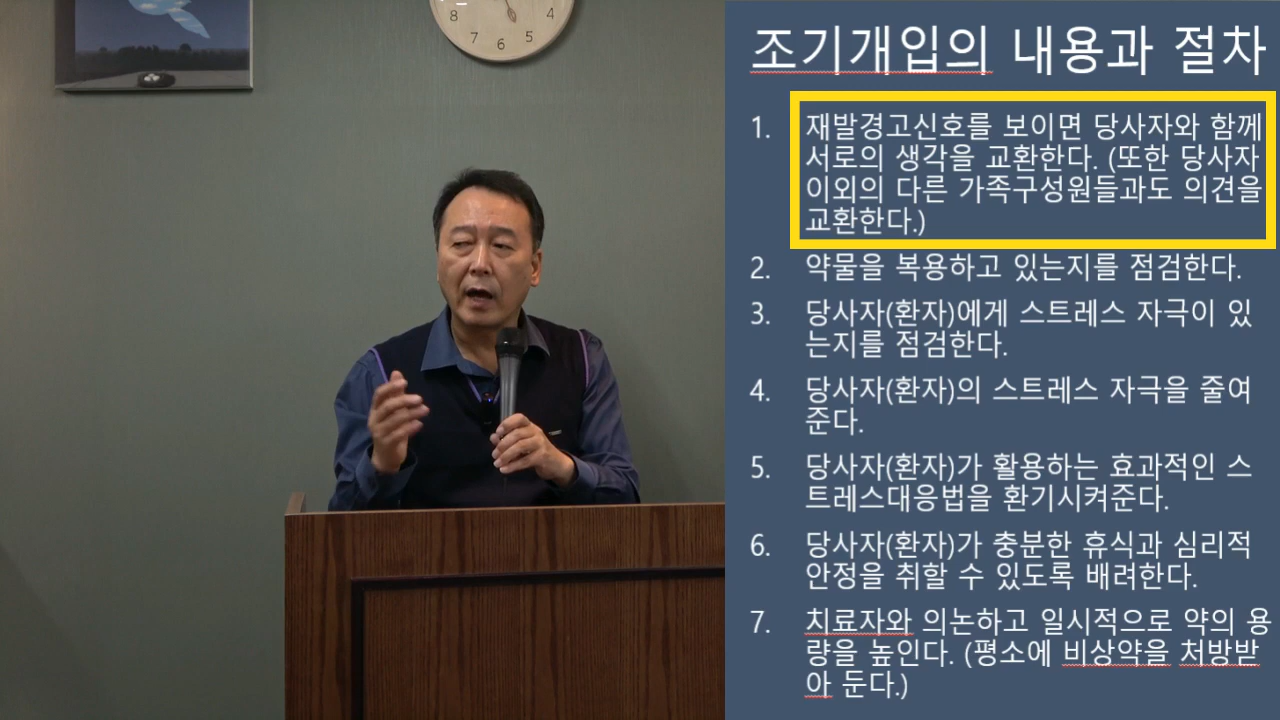 8 7 6 5 4
조기개입의 내용과 절차
1. 재발경고신호를 보이면 당사자와 함께
서로의 생각을 교환한다. (또한 당사자
이외의 다른 가족구성원들과도 의견을
교환한다.)
2. 약물을 복용하고 있는지를 점검한다.
3. 당사자(환자)에게 스트레스 자극이 있
는지를 점검한다.
4. 당사자(환자)의 스트레스 자극을 줄여
준다.
5. 당사자(환자)가 활용하는 효과적인 스
트레스대응법을 환기시켜준다.
6. 당사자(환자)가 충분한 휴식과 심리적
안정을 취할 수 있도록 배려한다.
7. 치료자와 의논하고 일시적으로 약의 용
량을 높인다. (평소에 비상약을 처방받
아 둔다.)